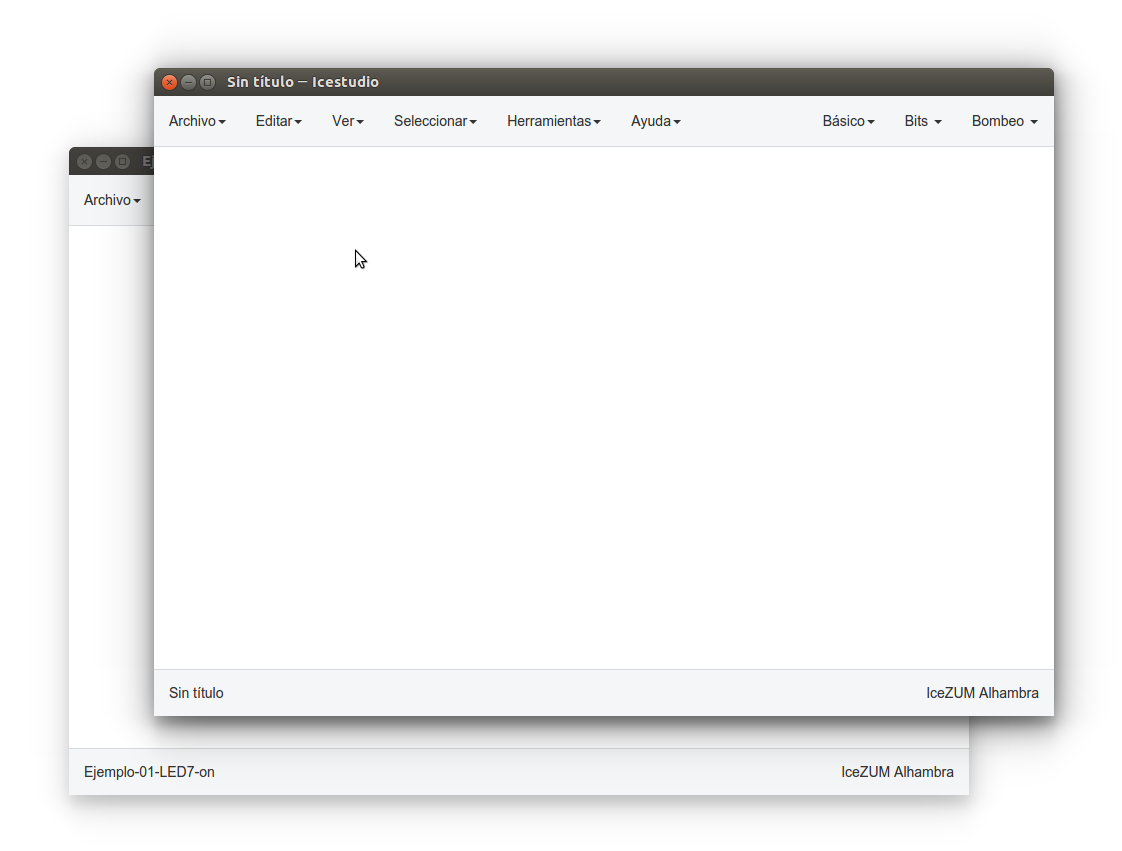 Sin título – Icestudio
Archivo Editar Ver Seleccionar Herramientas Ayuda Básico Bits Bombeo
Ej
Archivo
Sin título IceZUM Alhambra
Ejemplo-01-LED7-on IceZUM Alhambra